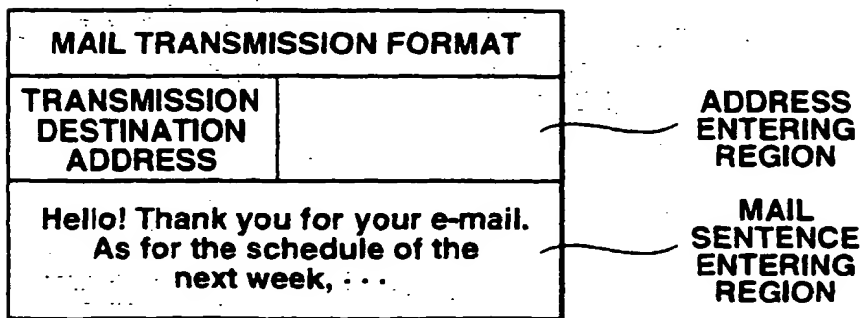 MAIL TRANSMISSION FORMAT
TRANSMISSION
DESTINATION
ADDRESS
ADDRESS
ENTERING
REGION
Hello! Thank you for your e-mail.
As for the schedule of the
next week, · · ·
MAIL
SENTENCE
ENTERING
REGION